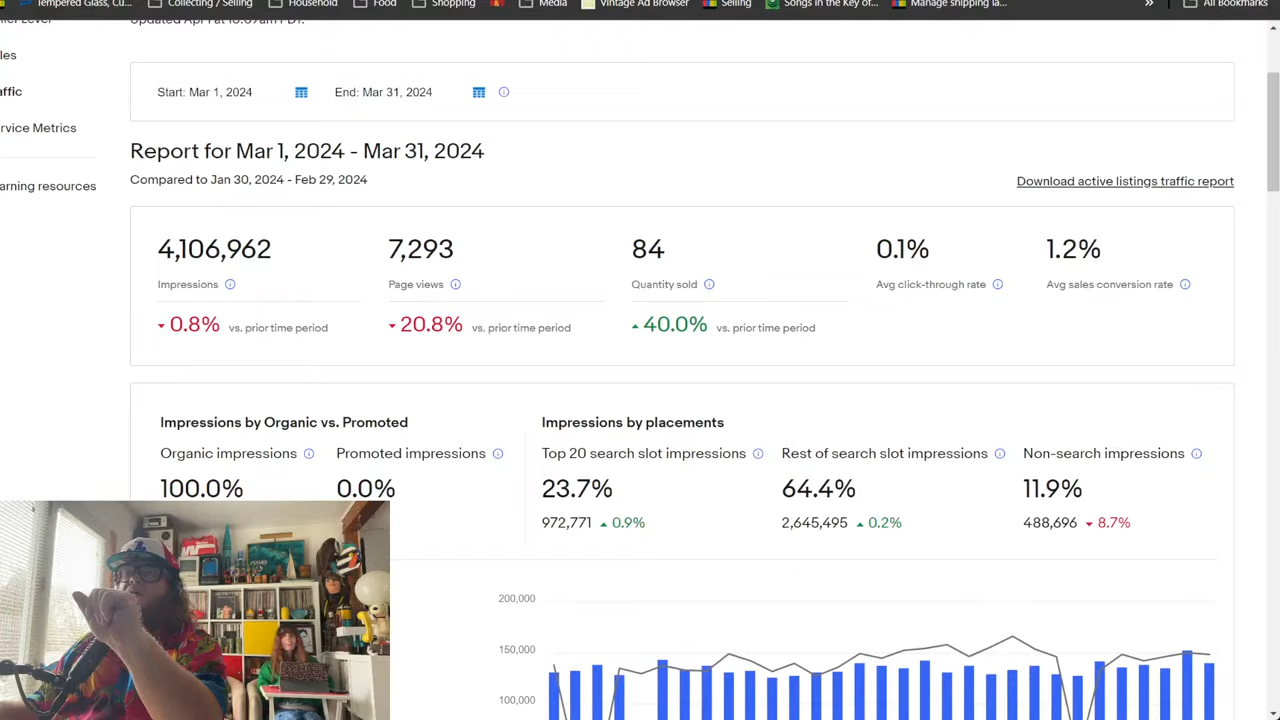 Tempered Glass, Cu...
Collecting / Selling
Household
Food
Shopping
Media
Vintage Ad Browser
Selling
Songs in the Key of...
Manage shipping la...
»
All Bookmarks
Updated Apr 1 at 10:09am PDT.
les
affic
rvice Metrics
arning resources
Start: Mar 1, 2024
End: Mar 31, 2024
Report for Mar 1, 2024 - Mar 31, 2024
Compared to Jan 30, 2024 - Feb 29, 2024
Download active listings traffic report
4,106,962
7,293
84
0.1%
1.2%
Impressions
Page views
Quantity sold
Avg click-through rate
Avg sales conversion rate
0.8% vs. prior time period
20.8% vs. prior time period
40.0% vs. prior time period
Impressions by Organic vs. Promoted
Impressions by placements
Organic impressions
Promoted impressions
Top 20 search slot impressions
Rest of search slot impressions
Non-search impressions
100.0%
0.0%
23.7%
64.4%
11.9%
972,771 0.9%
2,645,495 0.2%
488,696 8.7%
200,000
150,000
100,000